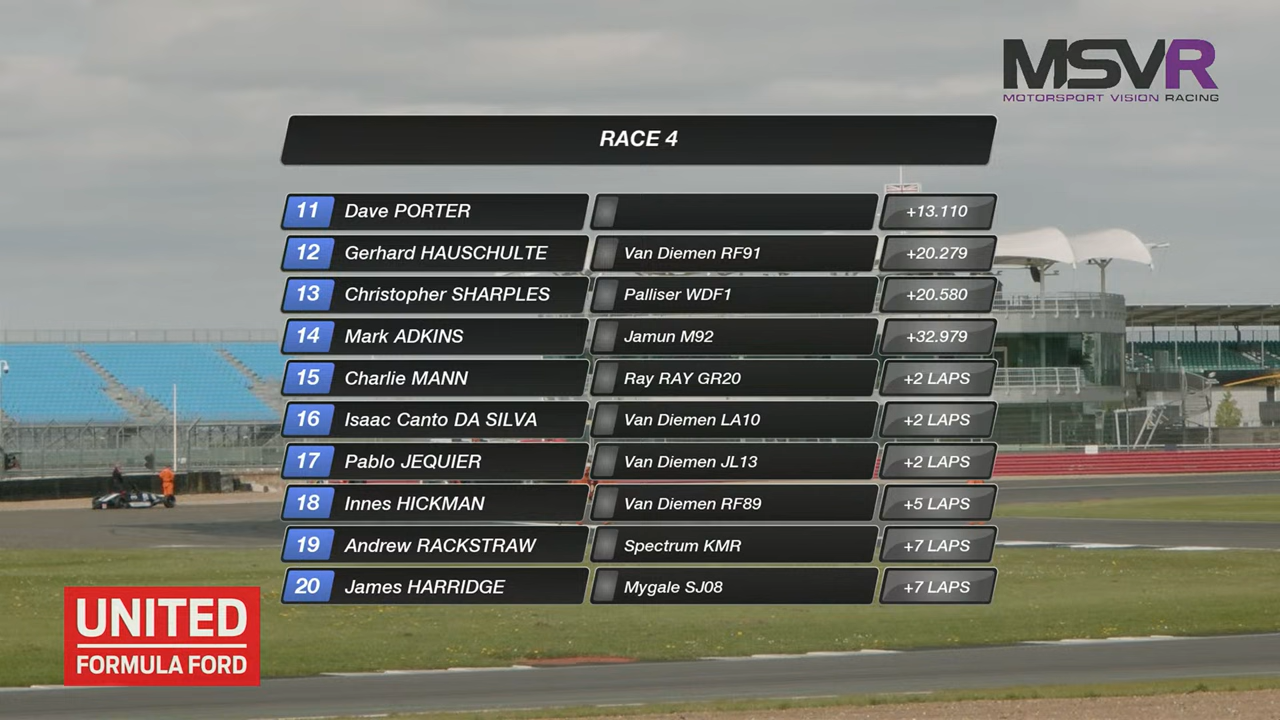 MSVR
MOTORSPORT VISION RACING
RACE 4
11 Dave PORTER +13.110
12 Gerhard HAUSCHULTE Van Diemen RF91 +20.279
13 Christopher SHARPLES Palliser WDF1 +20.580
14 Mark ADKINS Jamun M92 +32.979
15 Charlie MANN Ray RAY GR20 +2 LAPS
16 Isaac Canto DA SILVA Van Diemen LA10 +2 LAPS
17 Pablo JEQUIER Van Diemen JL13 +2 LAPS
18 Innes HICKMAN Van Diemen RF89 +5 LAPS
19 Andrew RACKSTRAW Spectrum KMR +7 LAPS
20 James HARRIDGE Mygale SJ08 +7 LAPS
UNITED
FORMULA FORD